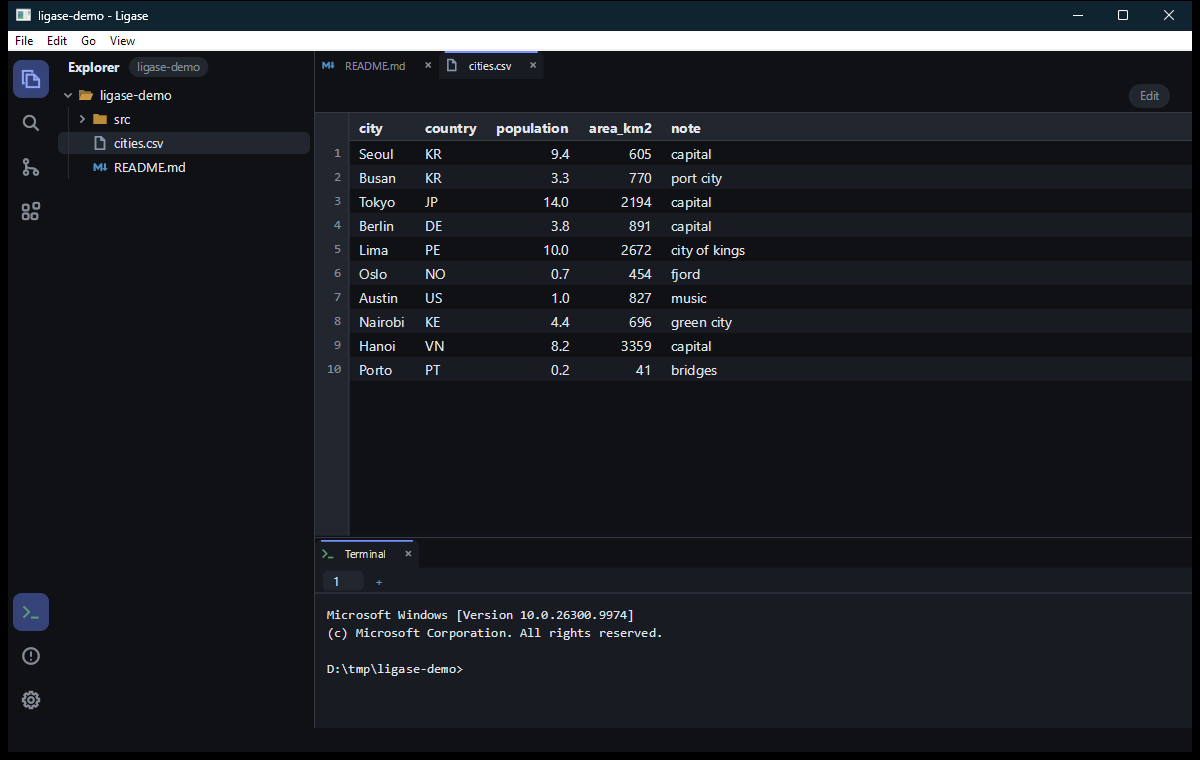 ligase-demo - Ligase
File Edit Go View
Explorer ligase-demo
ligase-demo
src
cities.csv
README.md
README.md × cities.csv ×
Edit
city country population area_km2 note
1 Seoul KR 9.4 605 capital
2 Busan KR 3.3 770 port city
3 Tokyo JP 14.0 2194 capital
4 Berlin DE 3.8 891 capital
5 Lima PE 10.0 2672 city of kings
6 Oslo NO 0.7 454 fjord
7 Austin US 1.0 827 music
8 Nairobi KE 4.4 696 green city
9 Hanoi VN 8.2 3359 capital
10 Porto PT 0.2 41 bridges
Terminal ×
1 +
Microsoft Windows [Version 10.0.26300.9974]
(c) Microsoft Corporation. All rights reserved.
D:\tmp\ligase-demo>